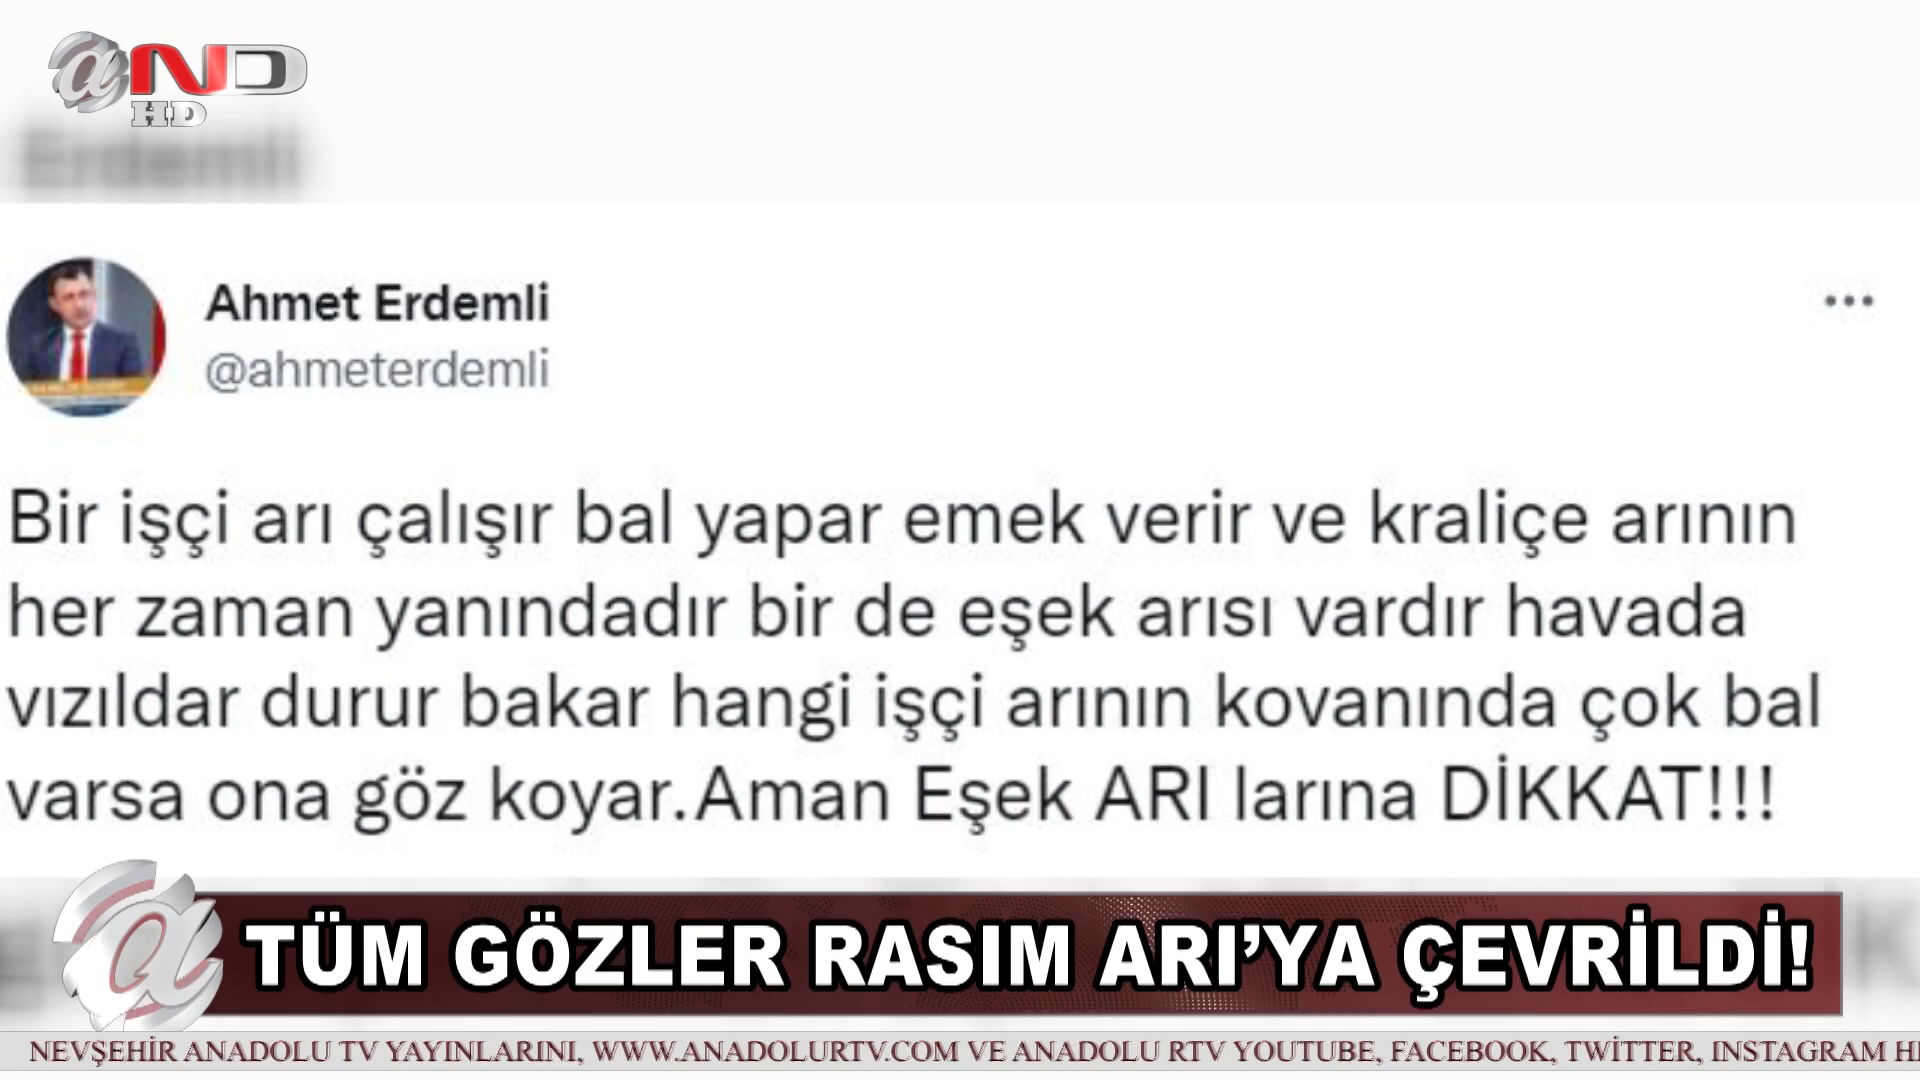 @ND
HD
Erdemli
Ahmet Erdemli
@ahmeterdemli
Bir işçi arı çalışır bal yapar emek verir ve kraliçe arının
her zaman yanındadır bir de eşek arısı vardır havada
vızıldar durur bakar hangi işçi arının kovanında çok bal
varsa ona göz koyar.Aman Eşek ARI larına DİKKAT!!!
TÜM GÖZLER RASIM ARI'YA ÇEVRİLDİ!
NEVŞEHİR ANADOLU TV YAYINLARINI, WWW.ANADOLURTV.COM VE ANADOLU RTV YOUTUBE, FACEBOOK, TWİTTER, INSTAGRAM